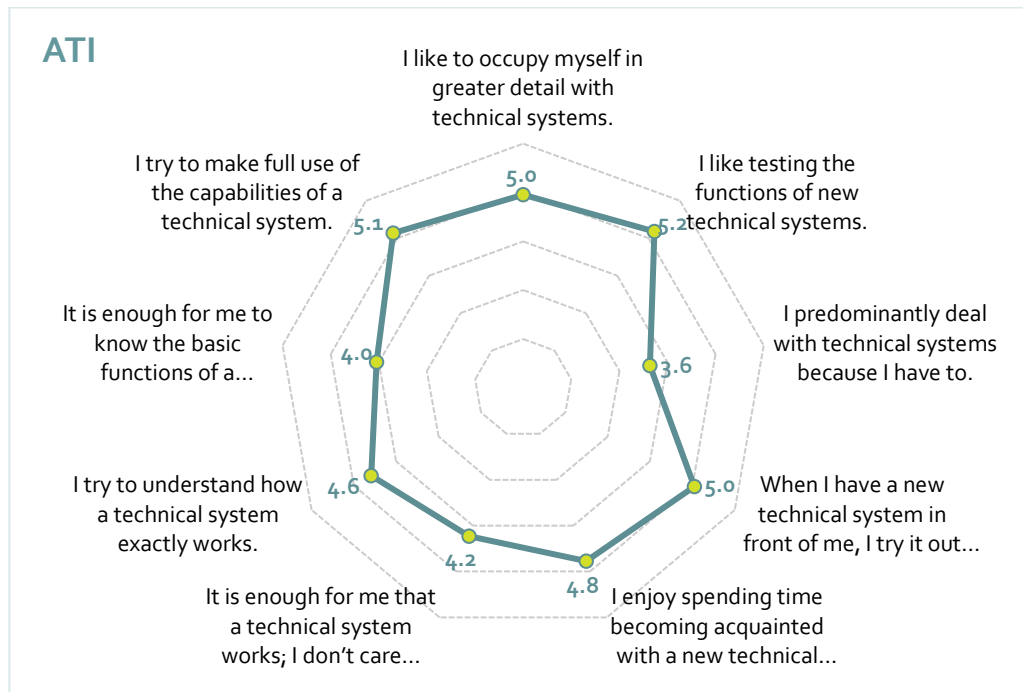 ATI
I like to occupy myself in
greater detail with
technical systems.
I like testing the
functions of new
technical systems.
I predominantly deal
with technical systems
because I have to.
When I have a new
technical system in
front of me, I try it out...
I enjoy spending time
becoming acquainted
with a new technical...
It is enough for me that
a technical system
works; I don’t care...
I try to understand how
a technical system
exactly works.
It is enough for me to
know the basic
functions of a...
I try to make full use of
the capabilities of a
technical system.
5.0
5.2
3.6
5.0
4.8
4.2
4.6
4.0
5.1